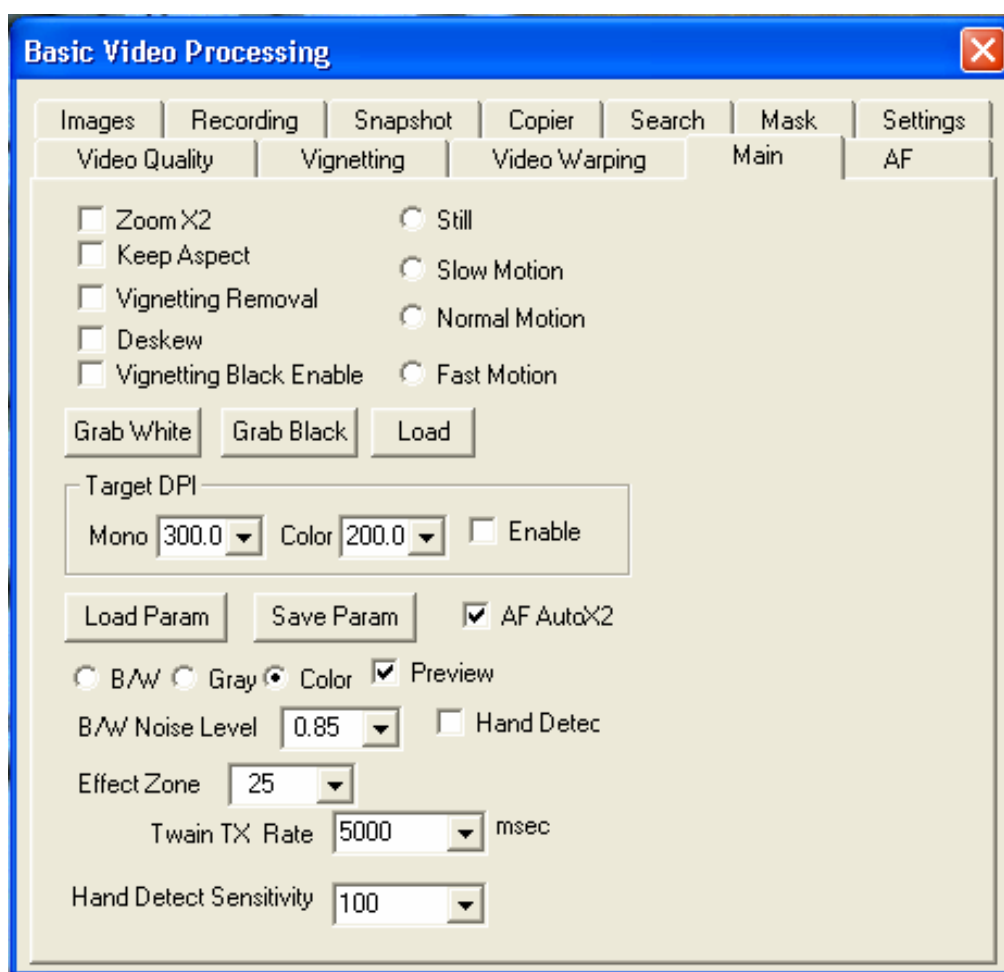 Basic Video Processing
Images Recording Snapshot Copier Search Mask Settings
Video Quality Vignetting Video Warping Main AF
Zoom X2 Still
Keep Aspect Slow Motion
Vignetting Removal Normal Motion
Deskew
Vignetting Black Enable Fast Motion
Grab White Grab Black Load
Target DPI
Mono 300.0 Color 200.0 Enable
Load Param Save Param AF AutoX2
B/W Gray Color Preview
B/W Noise Level 0.85 Hand Detec
Effect Zone 25
Twain TX Rate 5000 msec
Hand Detect Sensitivity 100